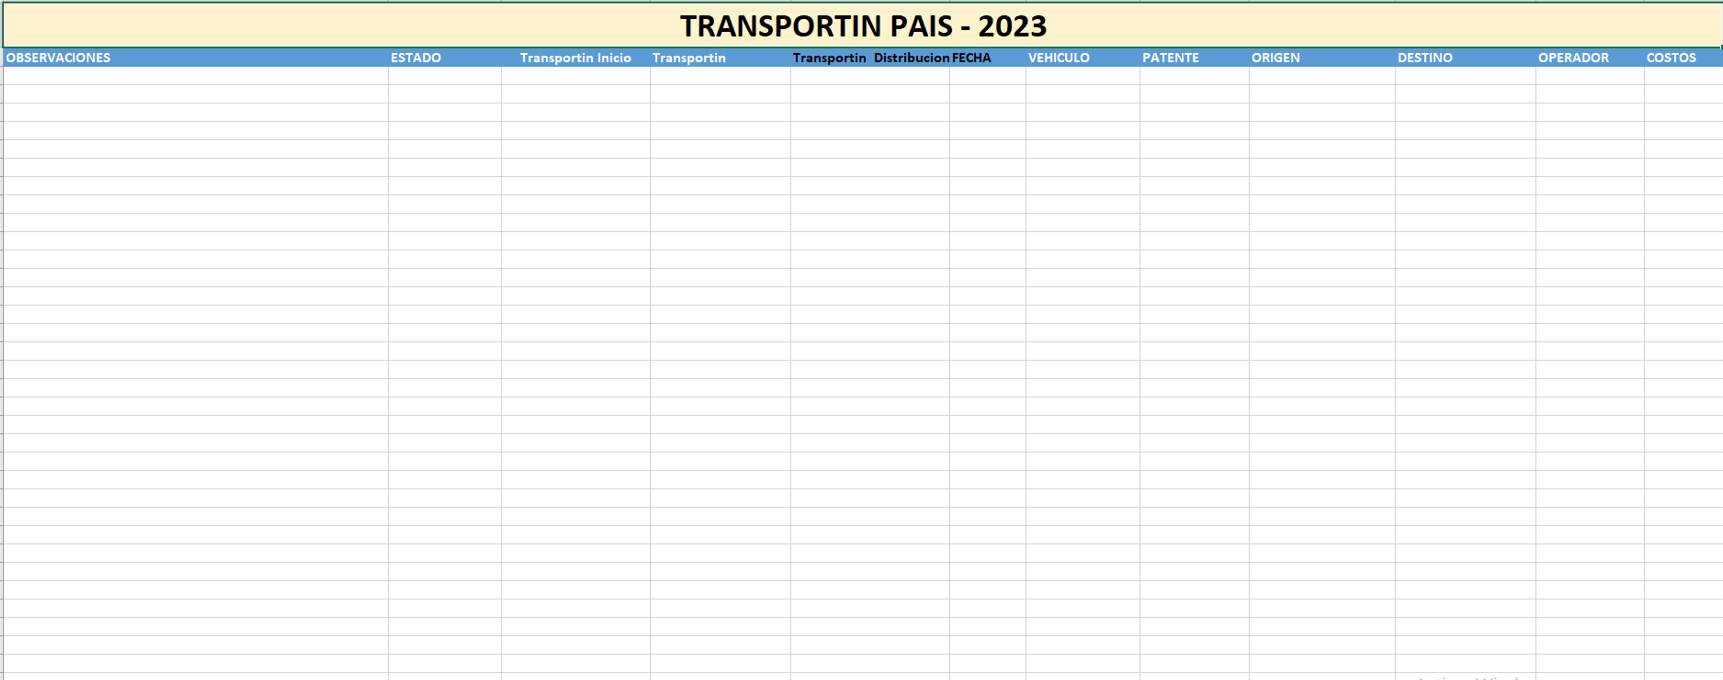 TRANSPORTIN PAIS - 2023
OBSERVACIONES ESTADO Transportin Inicio Transportin Transportin Distribucion FECHA VEHICULO PATENTE ORIGEN DESTINO OPERADOR COSTOS